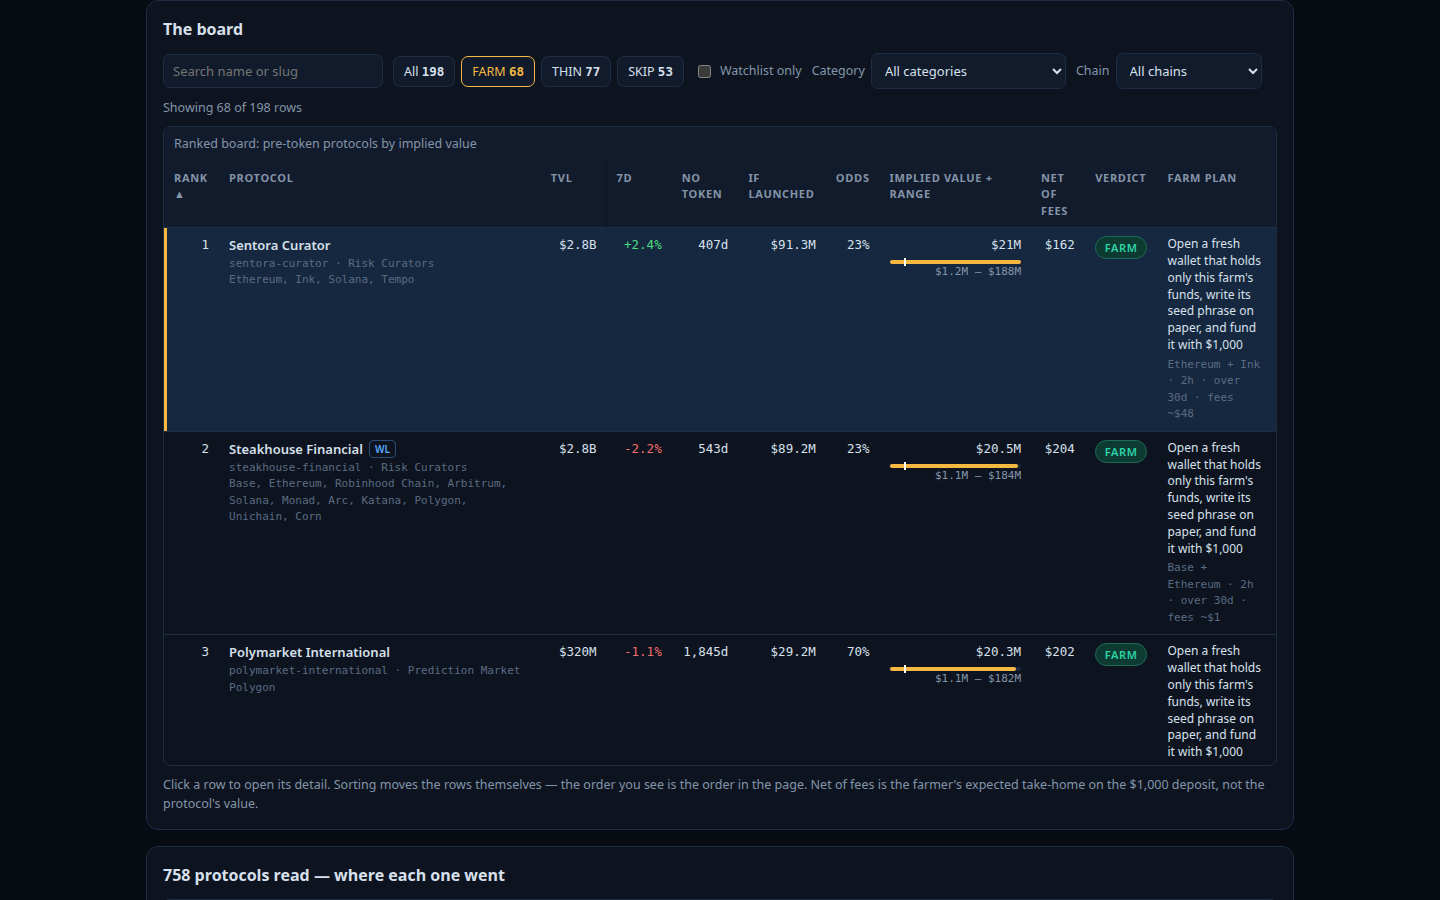 The board
Search name or slug
All 198
FARM 68
THIN 77
SKIP 53
Watchlist only
Category
All categories
Chain
All chains
Showing 68 of 198 rows
Ranked board: pre-token protocols by implied value
RANK ▲
PROTOCOL
TVL
7D
NO TOKEN
IF LAUNCHED
ODDS
IMPLIED VALUE + RANGE
NET OF FEES
VERDICT
FARM PLAN
1
Sentora Curator
sentora-curator · Risk Curators
Ethereum, Ink, Solana, Tempo
$2.8B
+2.4%
407d
$91.3M
23%
$21M
$1.2M — $188M
$162
FARM
Open a fresh
wallet that holds
only this farm's
funds, write its
seed phrase on
paper, and fund
it with $1,000
Ethereum + Ink
· 2h · over
30d · fees
~$48
2
Steakhouse Financial WL
steakhouse-financial · Risk Curators
Base, Ethereum, Robinhood Chain, Arbitrum,
Solana, Monad, Arc, Katana, Polygon,
Unichain, Corn
$2.8B
-2.2%
543d
$89.2M
23%
$20.5M
$1.1M — $184M
$204
FARM
Open a fresh
wallet that holds
only this farm's
funds, write its
seed phrase on
paper, and fund
it with $1,000
Base +
Ethereum · 2h
· over 30d ·
fees ~$1
3
Polymarket International
polymarket-international · Prediction Market
Polygon
$320M
-1.1%
1,845d
$29.2M
70%
$20.3M
$1.1M — $182M
$202
FARM
Open a fresh
wallet that holds
only this farm's
funds, write its
seed phrase on
paper, and fund
it with $1,000
Click a row to open its detail. Sorting moves the rows themselves — the order you see is the order in the page. Net of fees is the farmer's expected take-home on the $1,000 deposit, not the
protocol's value.
758 protocols read — where each one went